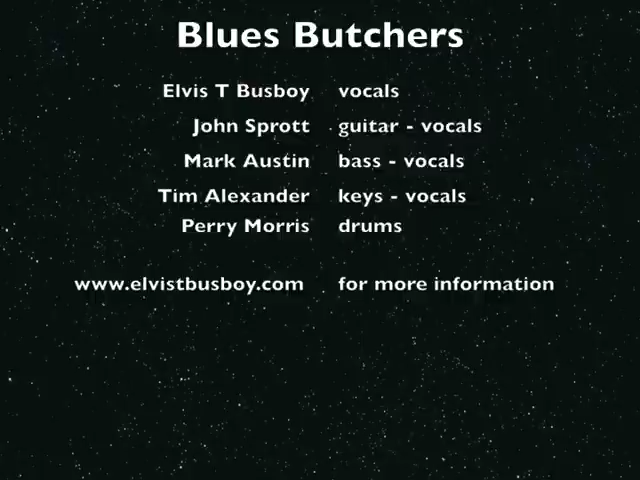 Blues Butchers
Elvis T Busboy vocals
John Sprott guitar - vocals
Mark Austin bass - vocals
Tim Alexander keys - vocals
Perry Morris drums
www.elvistbusboy.com for more information